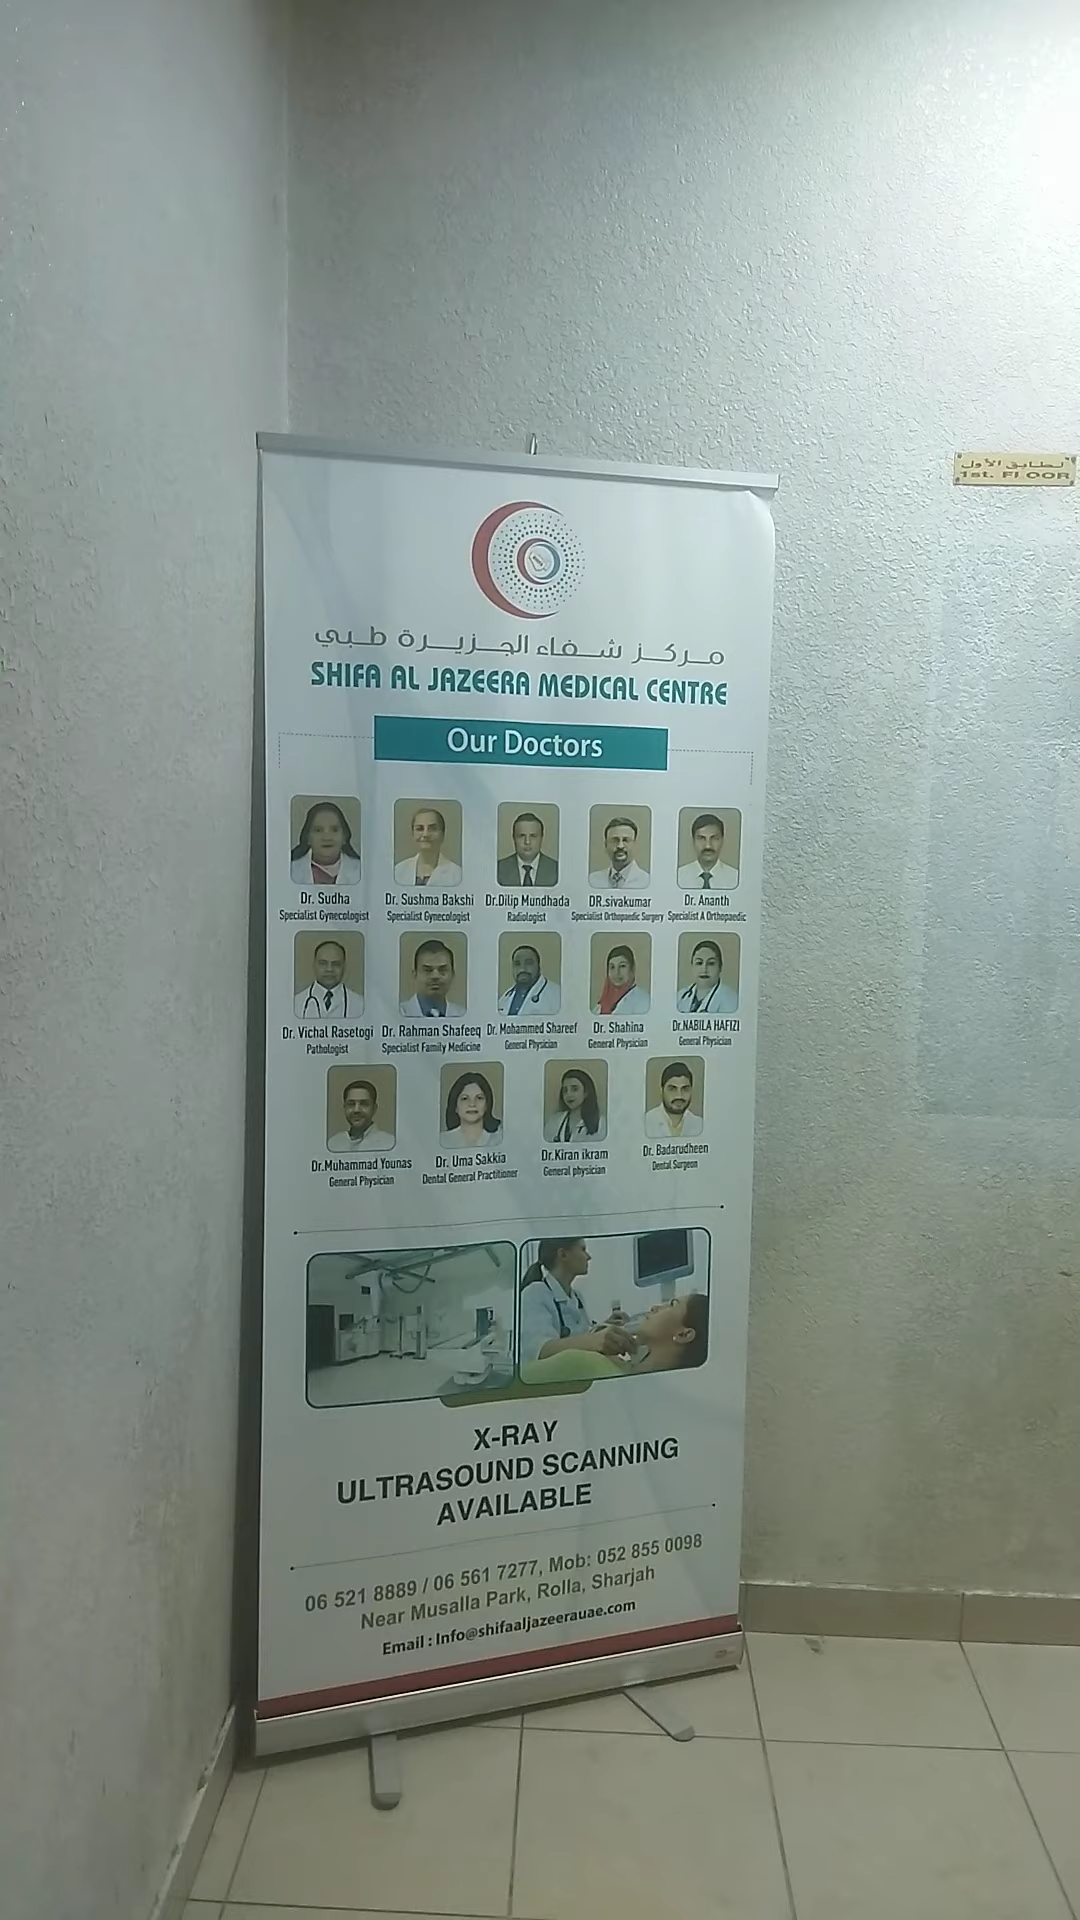 مركز شفاء الجزيرة طبي
SHIFA AL JAZEERA MEDICAL CENTRE
Our Doctors
Dr. Sudha
Specialist Gynecologist
Dr. Sushma Bakshi
Specialist Gynecologist
Dr.Dilip Mundhada
Radiologist
DR.sivakumar
Specialist Orthopaedic Surgery
Dr. Ananth
Specialist A Orthopaedic
Dr. Vichal Rasetogi
Pathologist
Dr. Rahman Shafeeq
Specialist Family Medicine
Dr. Mohammed Shareef
General Physician
Dr. Shahina
General Physician
Dr.NABILA HAFIZI
General Physician
Dr.Muhammad Younas
General Physician
Dr. Uma Sakkia
Dental General Practitioner
Dr.Kiran ikram
General physician
Dr. Badarudheen
Dental Surgeon
X-RAY
ULTRASOUND SCANNING
AVAILABLE
06 521 8889 / 06 561 7277, Mob: 052 855 0098
Near Musalla Park, Rolla, Sharjah
Email : Info@shifaaljazeerauae.com
الطابق الأول
1st. FLOOR